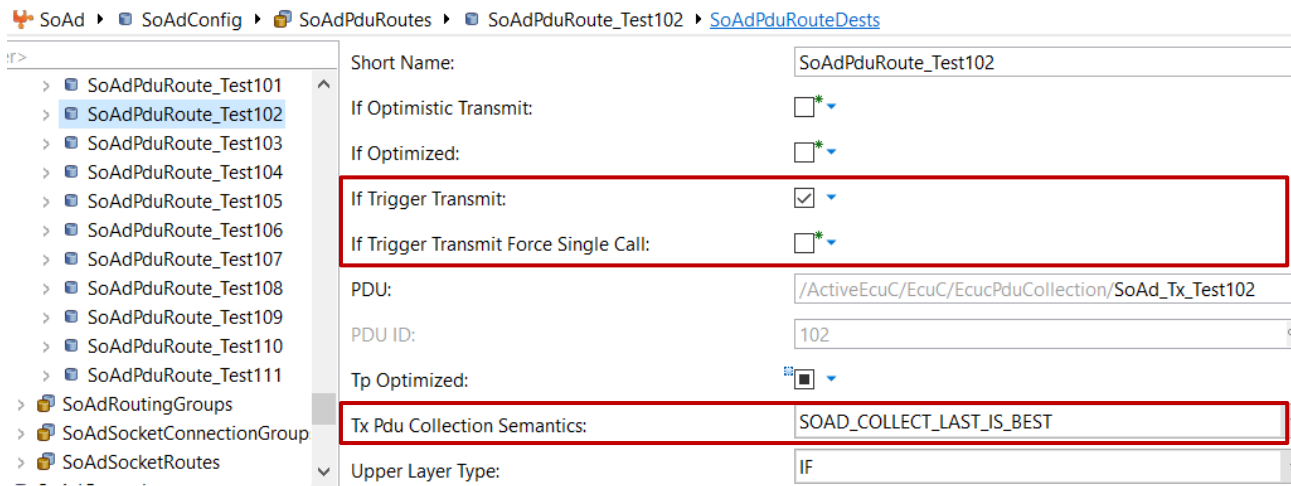 SoAd SoAdConfig SoAdPduRoutes SoAdPduRoute_Test102 SoAdPduRouteDests
SoAdPduRoute_Test101
SoAdPduRoute_Test102
SoAdPduRoute_Test103
SoAdPduRoute_Test104
SoAdPduRoute_Test105
SoAdPduRoute_Test106
SoAdPduRoute_Test107
SoAdPduRoute_Test108
SoAdPduRoute_Test109
SoAdPduRoute_Test110
SoAdPduRoute_Test111
SoAdRoutingGroups
SoAdSocketConnectionGroup
SoAdSocketRoutes
Short Name: SoAdPduRoute_Test102
If Optimistic Transmit:
If Optimized:
If Trigger Transmit:
If Trigger Transmit Force Single Call:
PDU: /ActiveEcuC/EcuC/EcucPduCollection/SoAd_Tx_Test102
PDU ID: 102
Tp Optimized:
Tx Pdu Collection Semantics: SOAD_COLLECT_LAST_IS_BEST
Upper Layer Type: IF